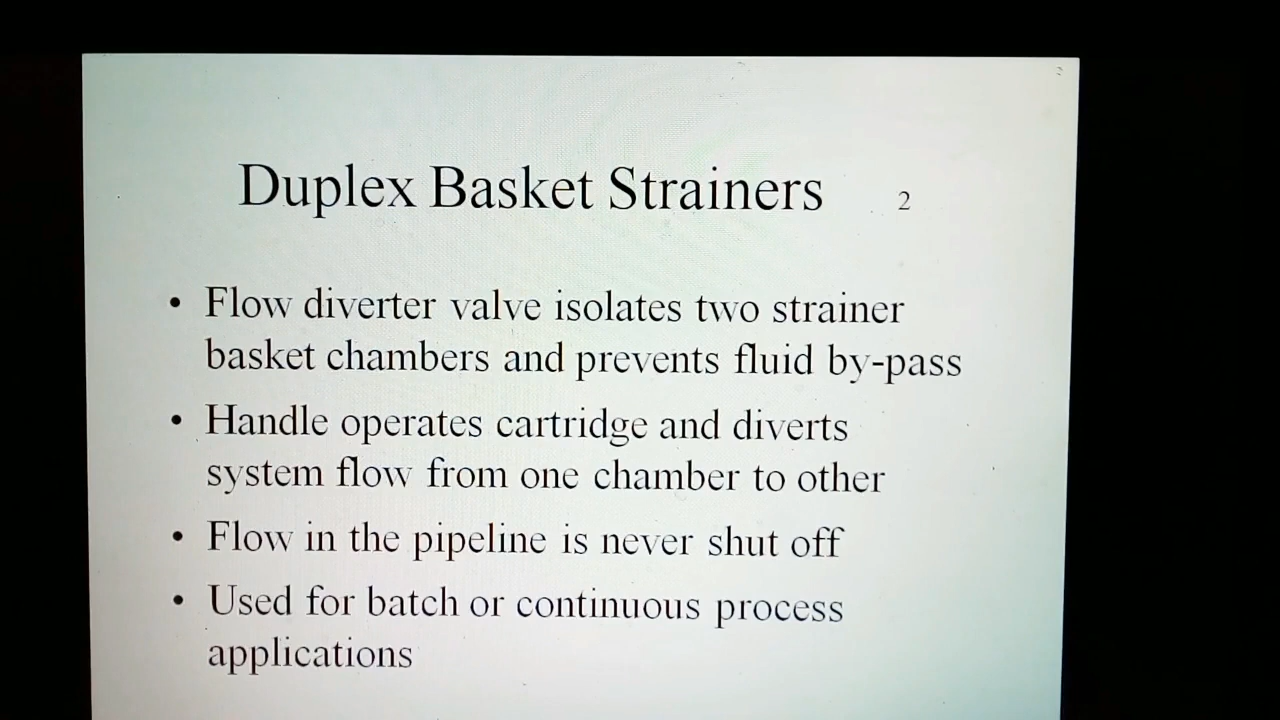 Duplex Basket Strainers 2
• Flow diverter valve isolates two strainer
basket chambers and prevents fluid by-pass
• Handle operates cartridge and diverts
system flow from one chamber to other
• Flow in the pipeline is never shut off
• Used for batch or continuous process
applications